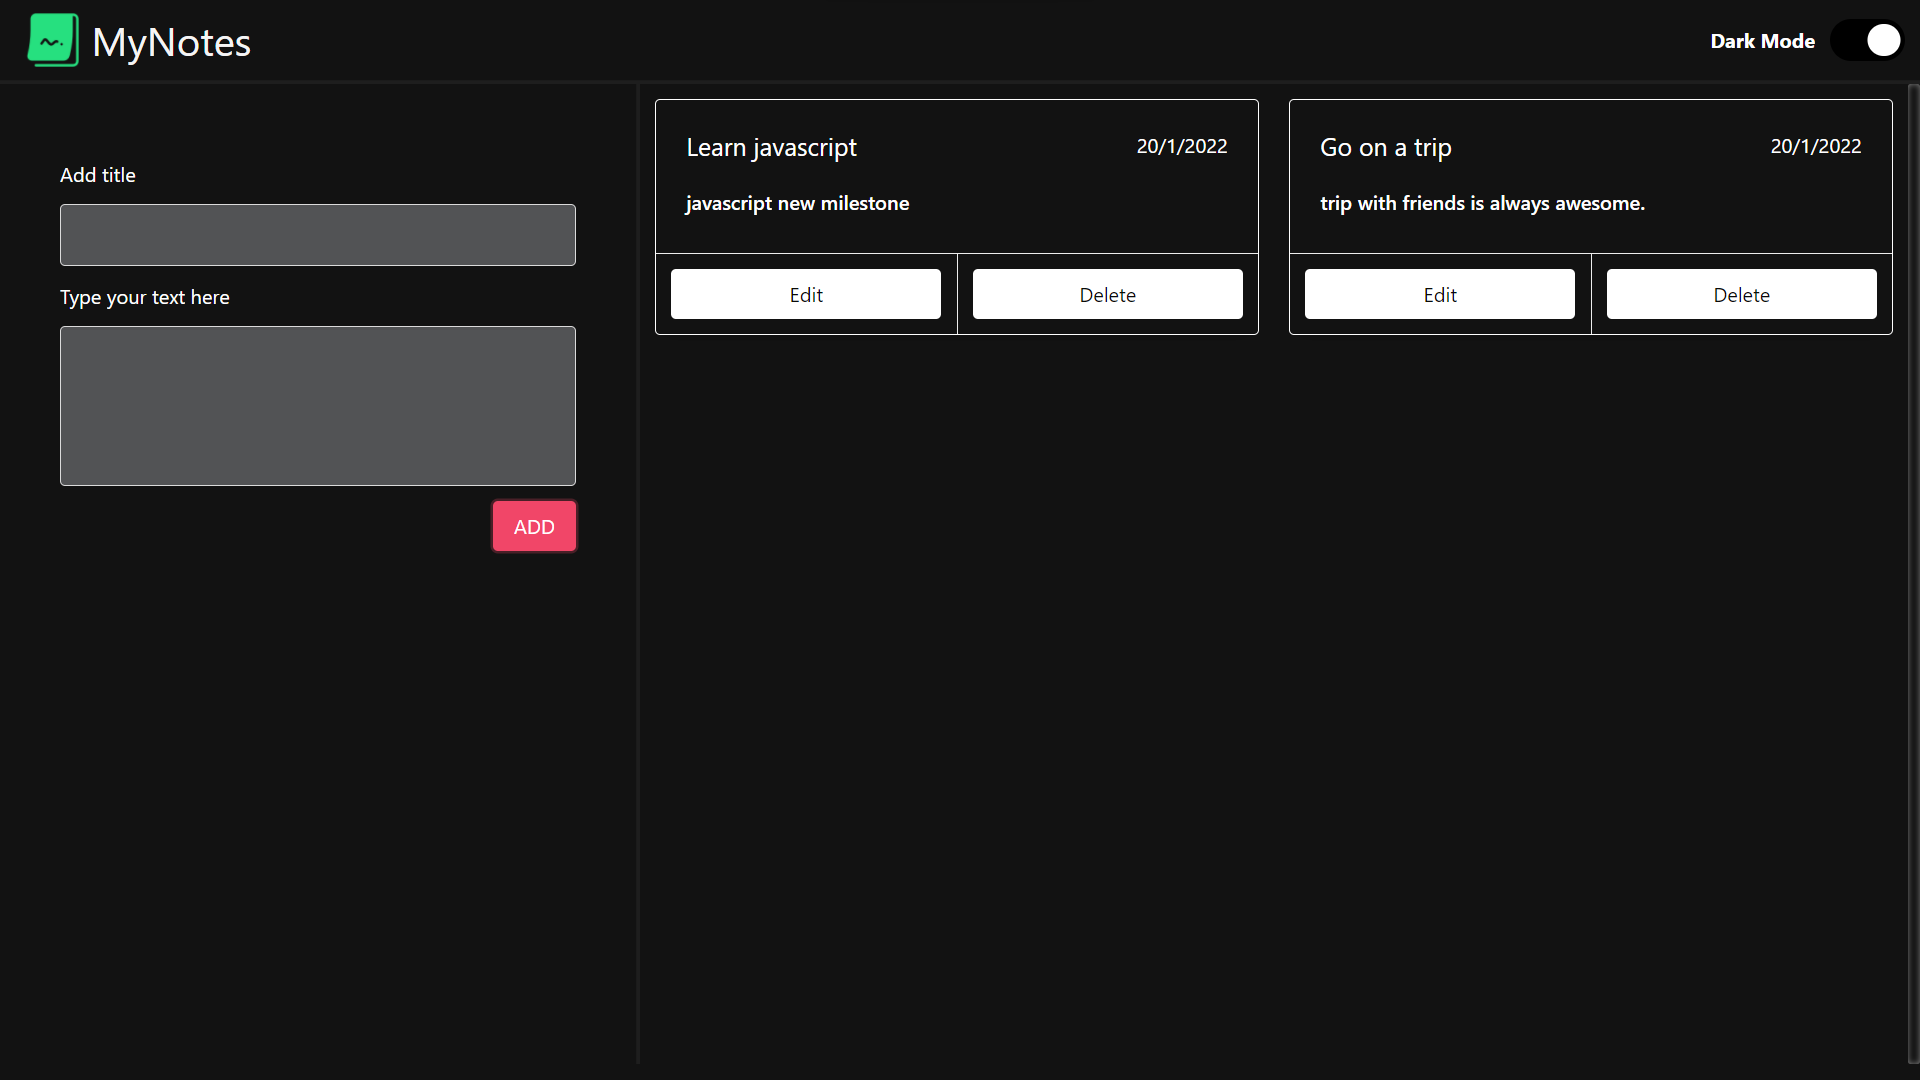 MyNotes
Dark Mode
Add title
Type your text here
ADD
Learn javascript
20/1/2022
javascript new milestone
Edit
Delete
Go on a trip
20/1/2022
trip with friends is always awesome.
Edit
Delete